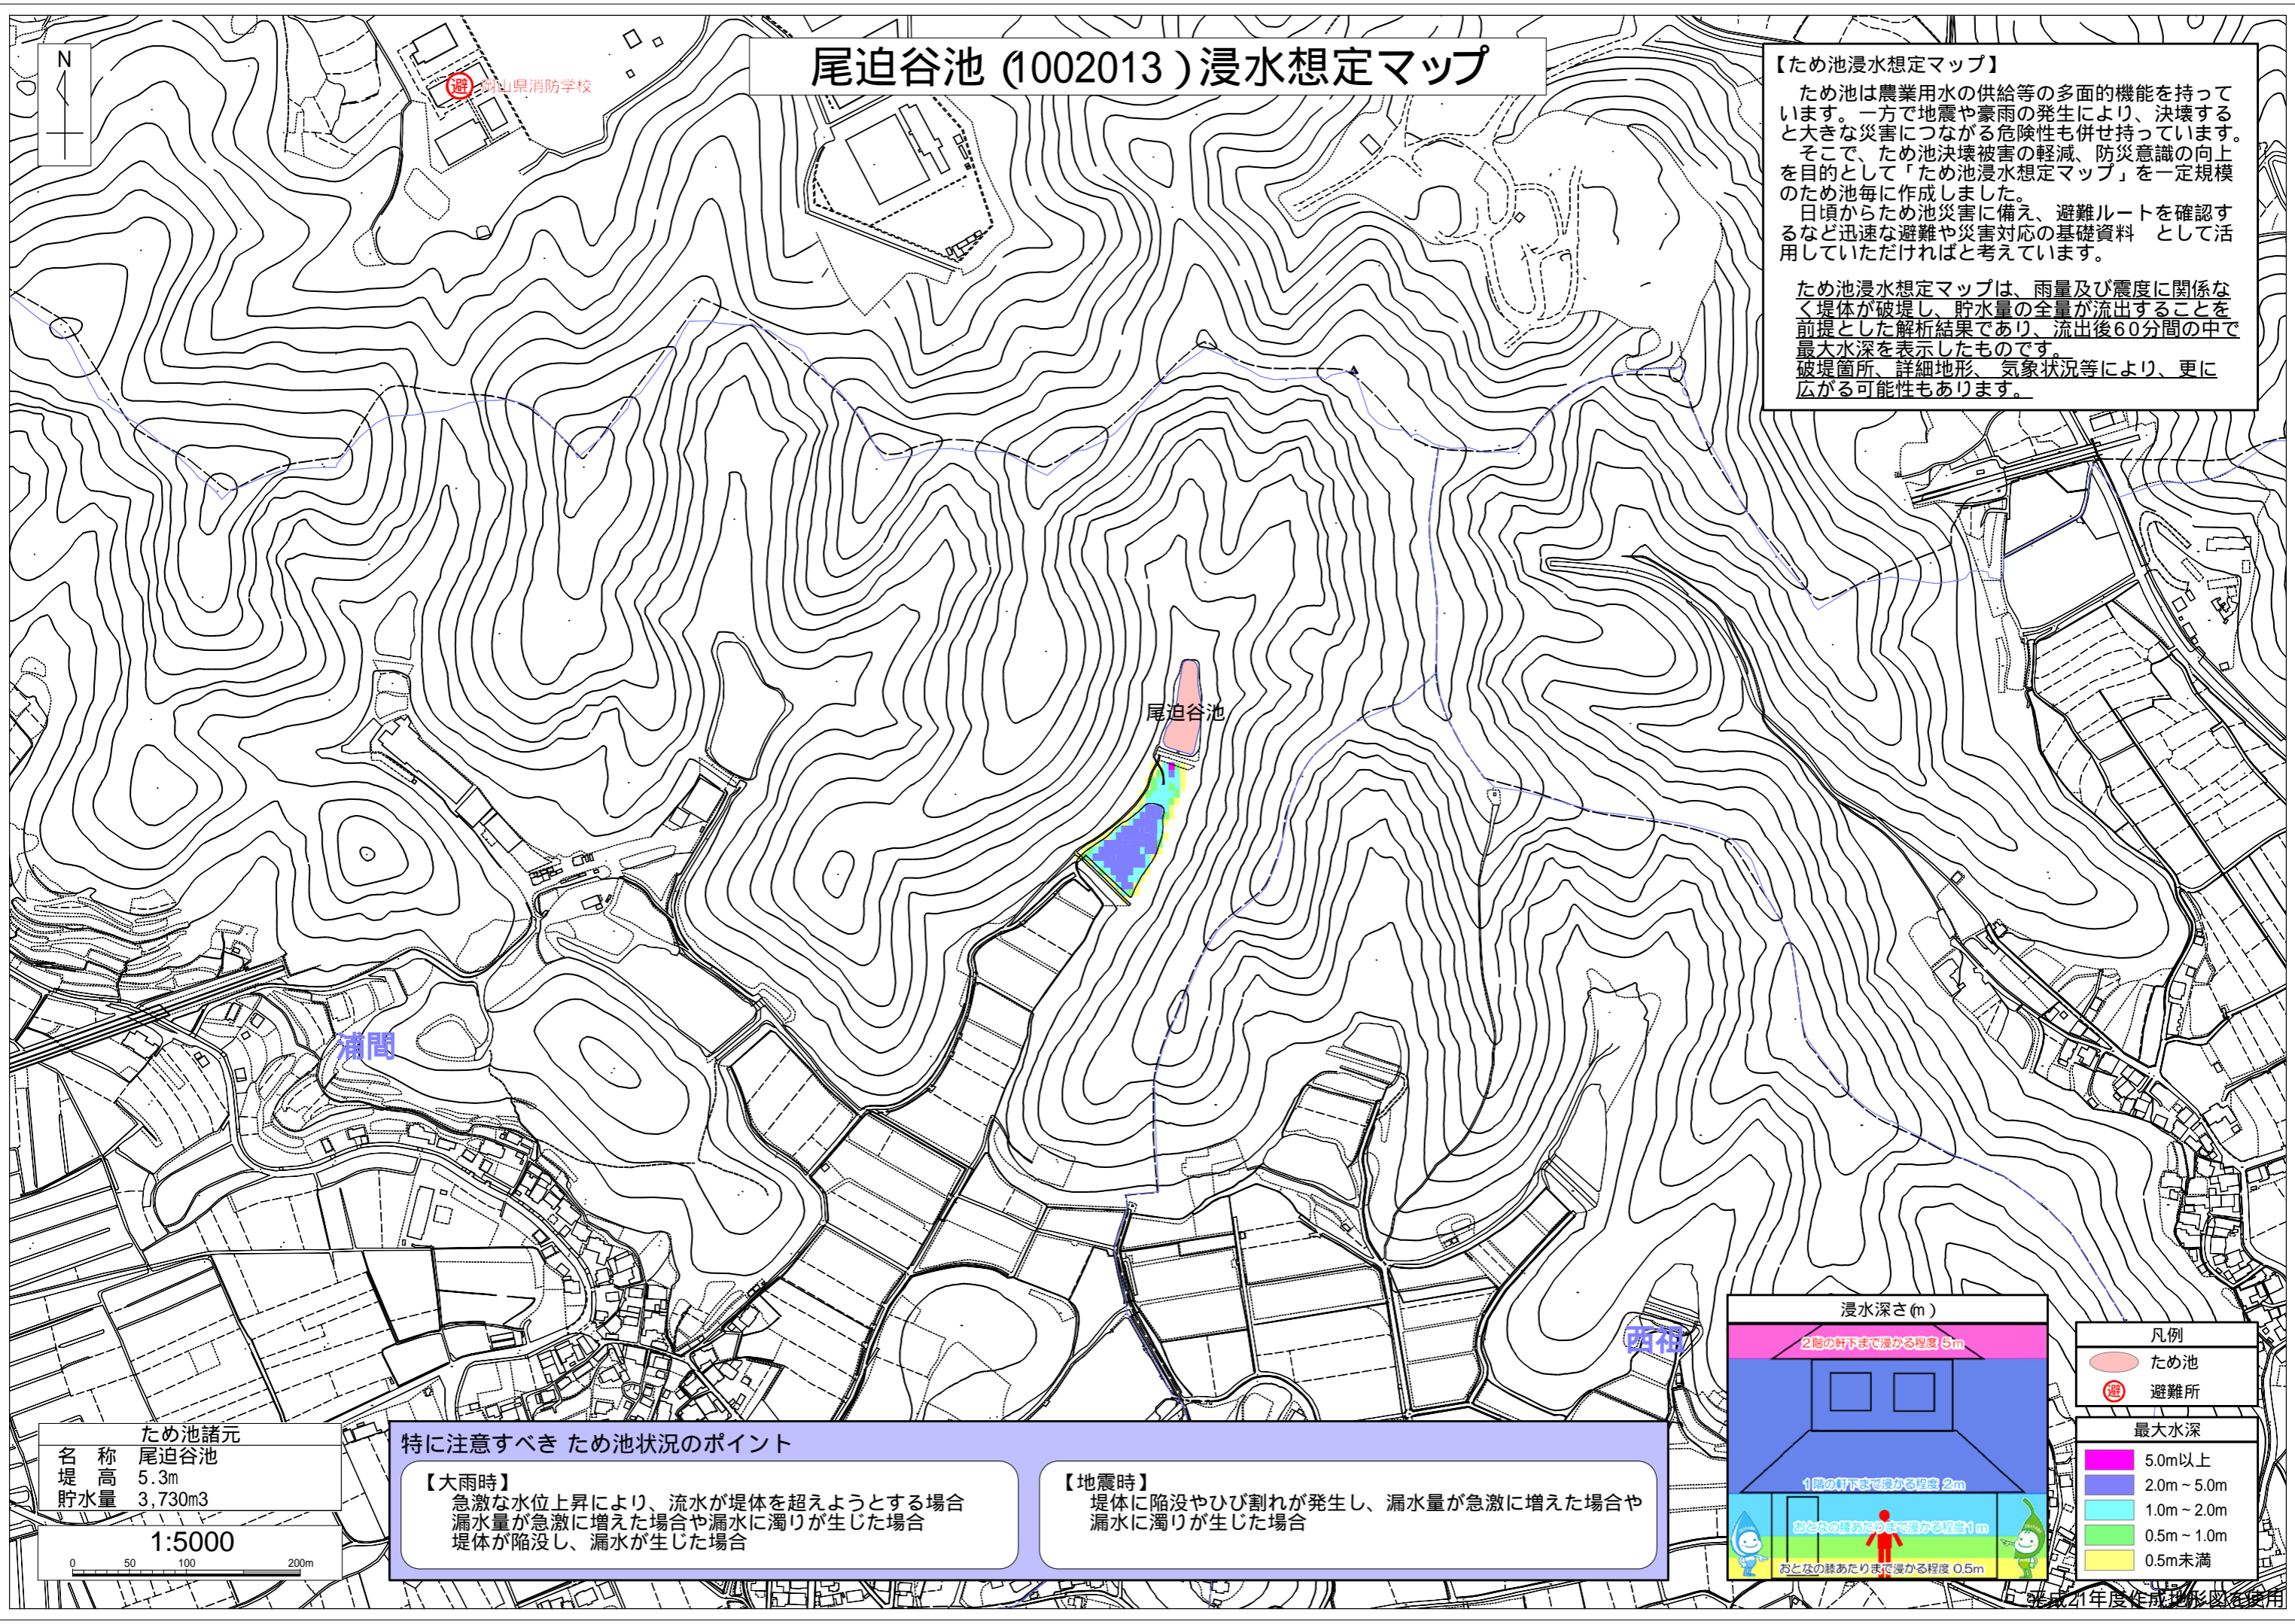 尾迫谷池 (1002013 ) 浸水想定マップ
N
避 岡山県消防学校
【ため池浸水想定マップ】
ため池は農業用水の供給等の多面的機能を持って
います。一方で地震や豪雨の発生により、決壊する
と大きな災害につながる危険性も併せ持っています。
そこで、ため池決壊被害の軽減、防災意識の向上
を目的として「ため池浸水想定マップ」を一定規模
のため池毎に作成しました。
日頃からため池災害に備え、避難ルートを確認す
るなど迅速な避難や災害対応の基礎資料 として活
用していただければと考えています。
ため池浸水想定マップは、雨量及び震度に関係な
く堤体が破堤し、貯水量の全量が流出することを
前提とした解析結果であり、流出後60分間の中で
最大水深を表示したものです。
破堤箇所、詳細地形、 気象状況等により、更に
広がる可能性もあります。
尾迫谷池
浦間
西祖
ため池諸元
名 称 尾迫谷池
堤 高 5.3m
貯水量 3,730m3
1:5000
0 50 100 200m
特に注意すべき ため池状況のポイント
【大雨時】
急激な水位上昇により、流水が堤体を超えようとする場合
漏水量が急激に増えた場合や漏水に濁りが生じた場合
堤体が陥没し、漏水が生じた場合
【地震時】
堤体に陥没やひび割れが発生し、漏水量が急激に増えた場合や
漏水に濁りが生じた場合
浸水深さ(m )
2階の軒下まで浸かる程度 5m
1階の軒下まで浸かる程度 2m
おとなの腰あたりまで浸かる程度1m
おとなの膝あたりまで浸かる程度 0.5m
凡例
ため池
避 避難所
最大水深
5.0m以上
2.0m ~ 5.0m
1.0m ~ 2.0m
0.5m ~ 1.0m
0.5m未満
平成21年度作成地形図を使用